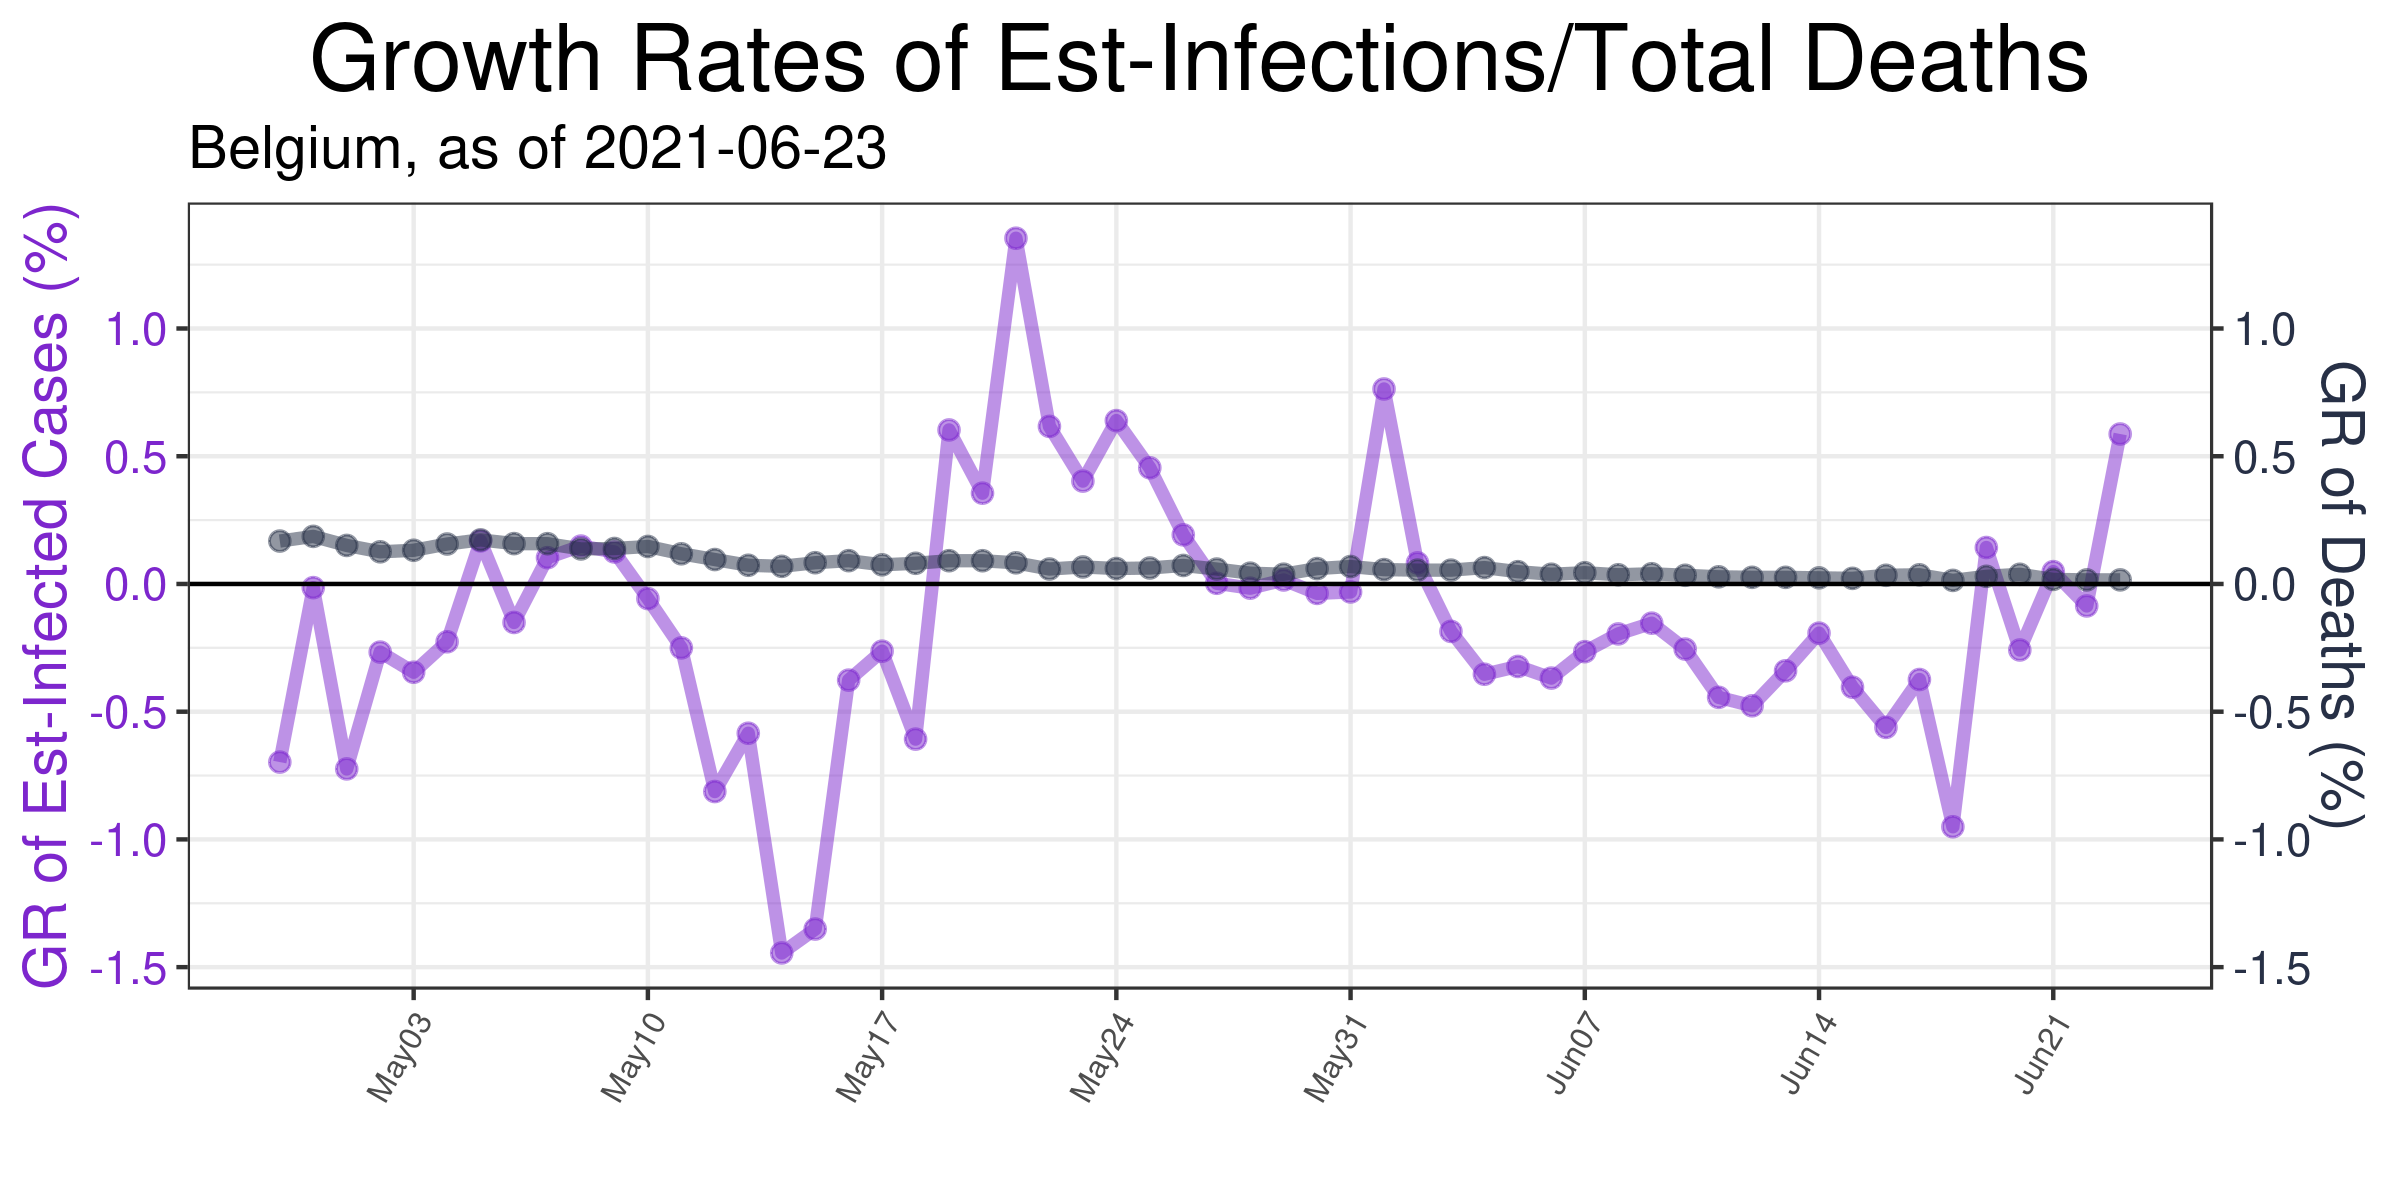 Growth Rates of Est-Infections/Total Deaths
Belgium, as of 2021-06-23
GR of Est-Infected Cases (%)
1.0
0.5
0.0
-0.5
-1.0
-1.5
1.0
0.5
0.0
-0.5
-1.0
-1.5
GR of Deaths (%)
May03
May10
May17
May24
May31
Jun07
Jun14
Jun21